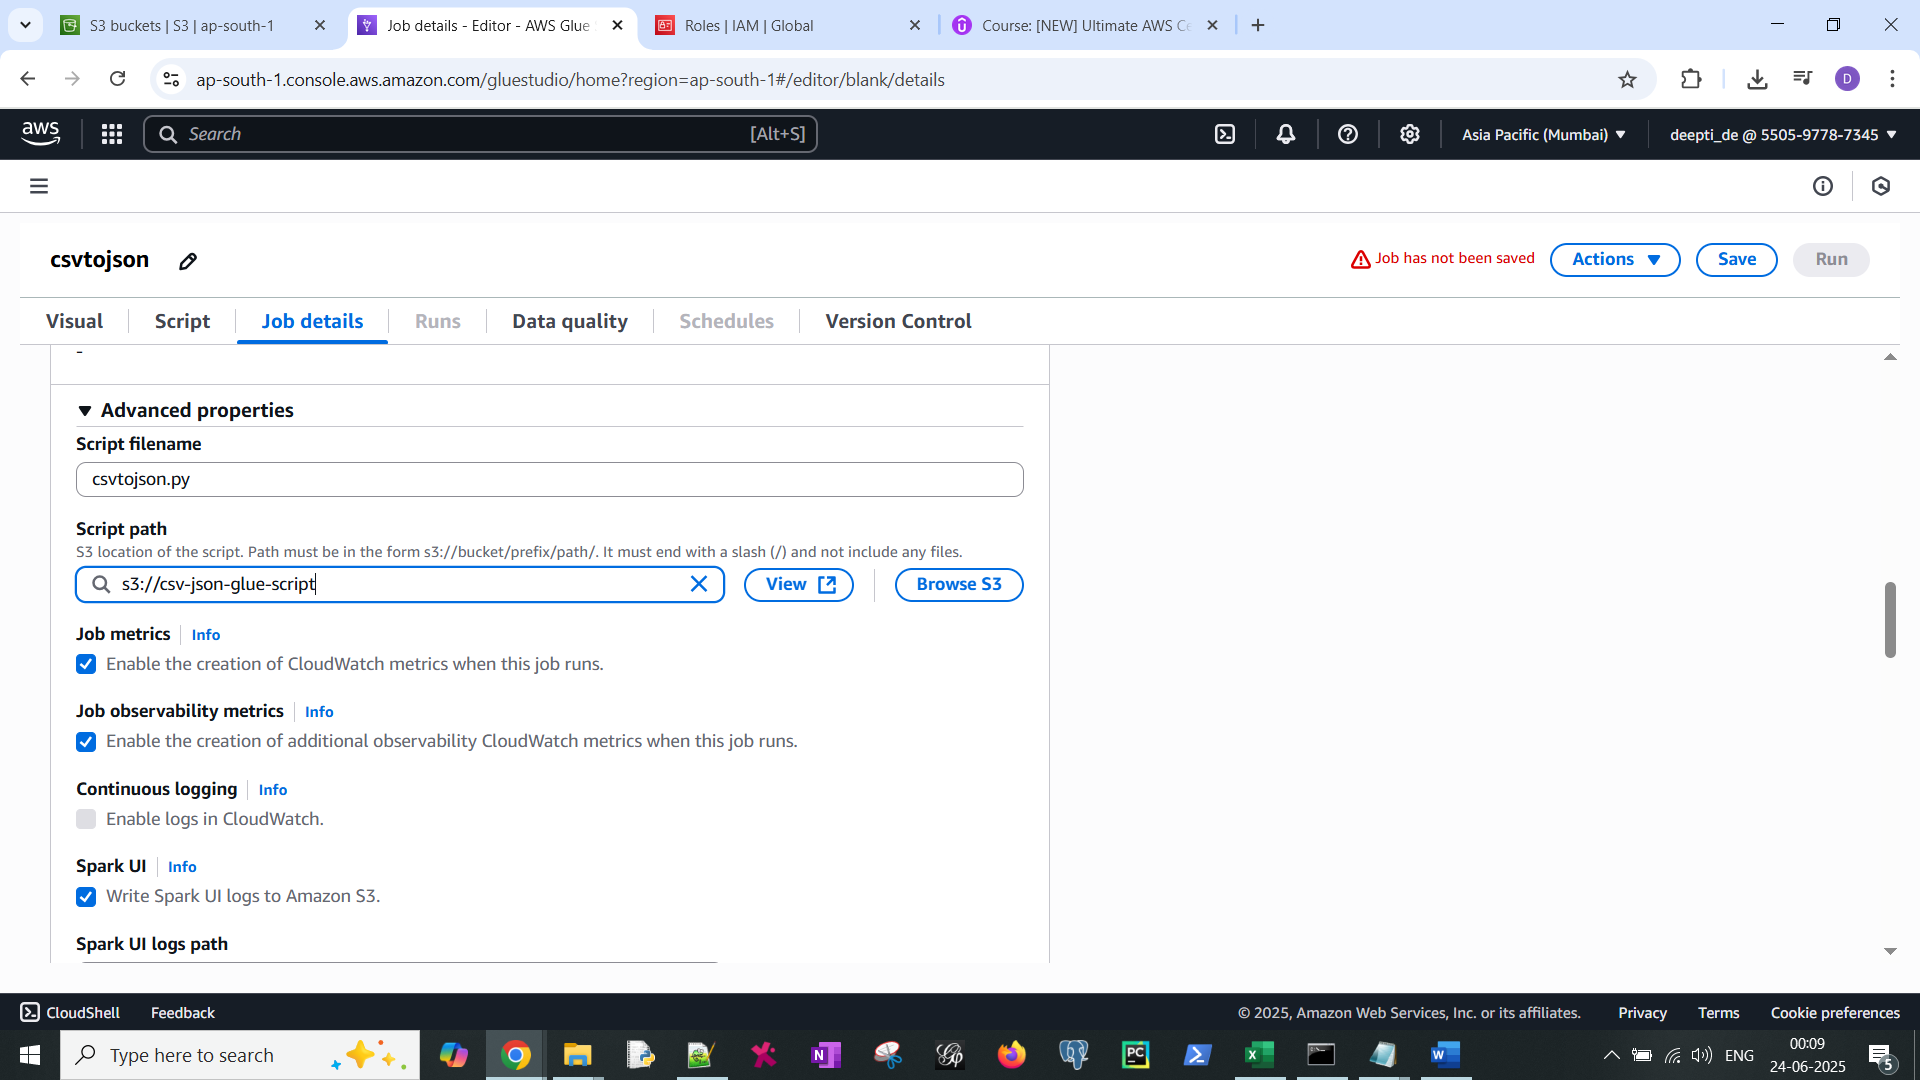 S3 buckets | S3 | ap-south-1
Job details - Editor - AWS Glue
Roles | IAM | Global
Course: [NEW] Ultimate AWS Ce
ap-south-1.console.aws.amazon.com/gluestudio/home?region=ap-south-1#/editor/blank/details
D
aws
Search
[Alt+S]
Asia Pacific (Mumbai)
deepti_de @ 5505-9778-7345
csvtojson
Job has not been saved
Actions
Save
Run
Visual
Script
Job details
Runs
Data quality
Schedules
Version Control
-
Advanced properties
Script filename
csvtojson.py
Script path
S3 location of the script. Path must be in the form s3://bucket/prefix/path/. It must end with a slash (/) and not include any files.
s3://csv-json-glue-script
View
Browse S3
Job metrics
Info
Enable the creation of CloudWatch metrics when this job runs.
Job observability metrics
Info
Enable the creation of additional observability CloudWatch metrics when this job runs.
Continuous logging
Info
Enable logs in CloudWatch.
Spark UI
Info
Write Spark UI logs to Amazon S3.
Spark UI logs path
CloudShell
Feedback
© 2025, Amazon Web Services, Inc. or its affiliates.
Privacy
Terms
Cookie preferences
Type here to search
ENG
00:09
24-06-2025
5